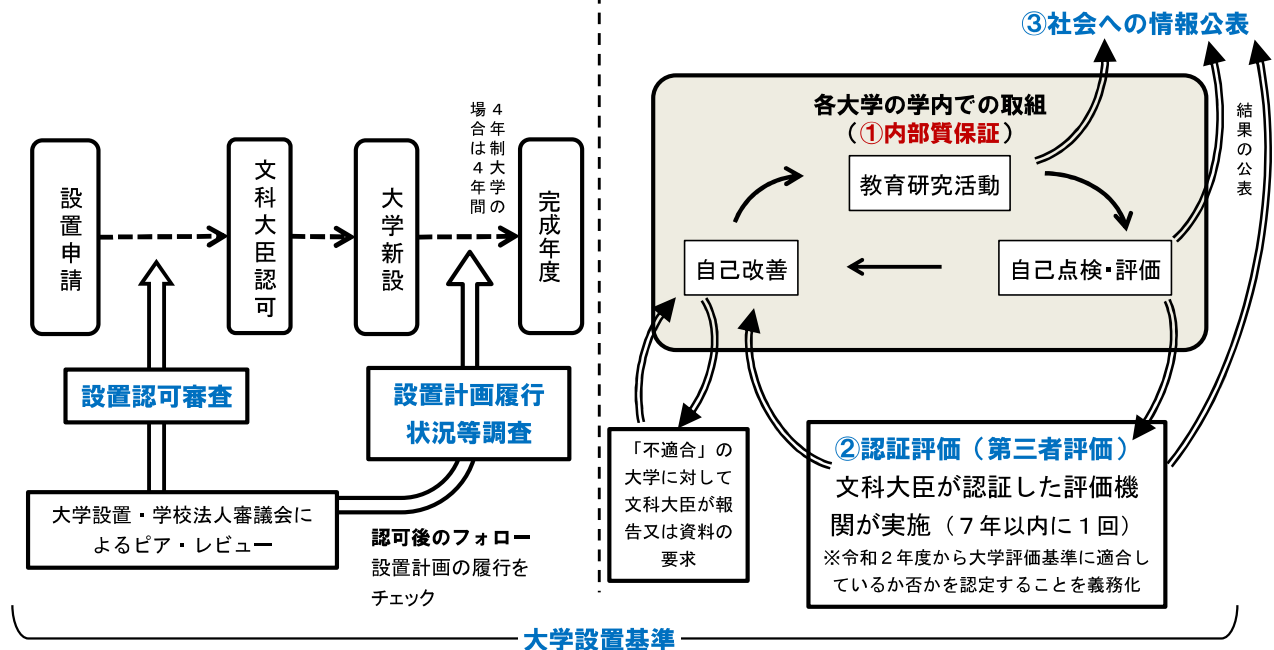 設置申請
文科大臣認可
大学新設
４年制大学の
場合は４年間
完成年度
設置認可審査
設置計画履行
状況等調査
大学設置・学校法人審議会に
よるピア・レビュー
認可後のフォロー
設置計画の履行を
チェック
③社会への情報公表
各大学の学内での取組
（①内部質保証）
教育研究活動
自己改善
自己点検・評価
結果の公表
「不適合」の
大学に対して
文科大臣が報
告又は資料の
要求
②認証評価（第三者評価）
文科大臣が認証した評価機
関が実施（７年以内に１回）
※令和２年度から大学評価基準に適合し
ているか否かを認定することを義務化
大学設置基準